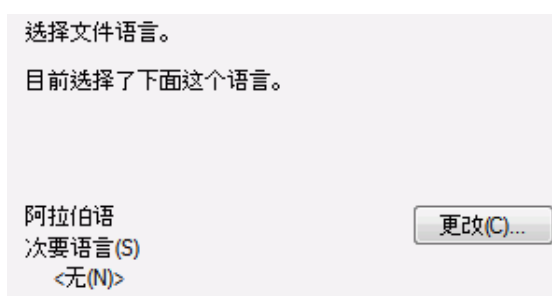 选择文件语言。
目前选择了下面这个语言。
阿拉伯语
更改(C)...
次要语言(S)
<无(N)>